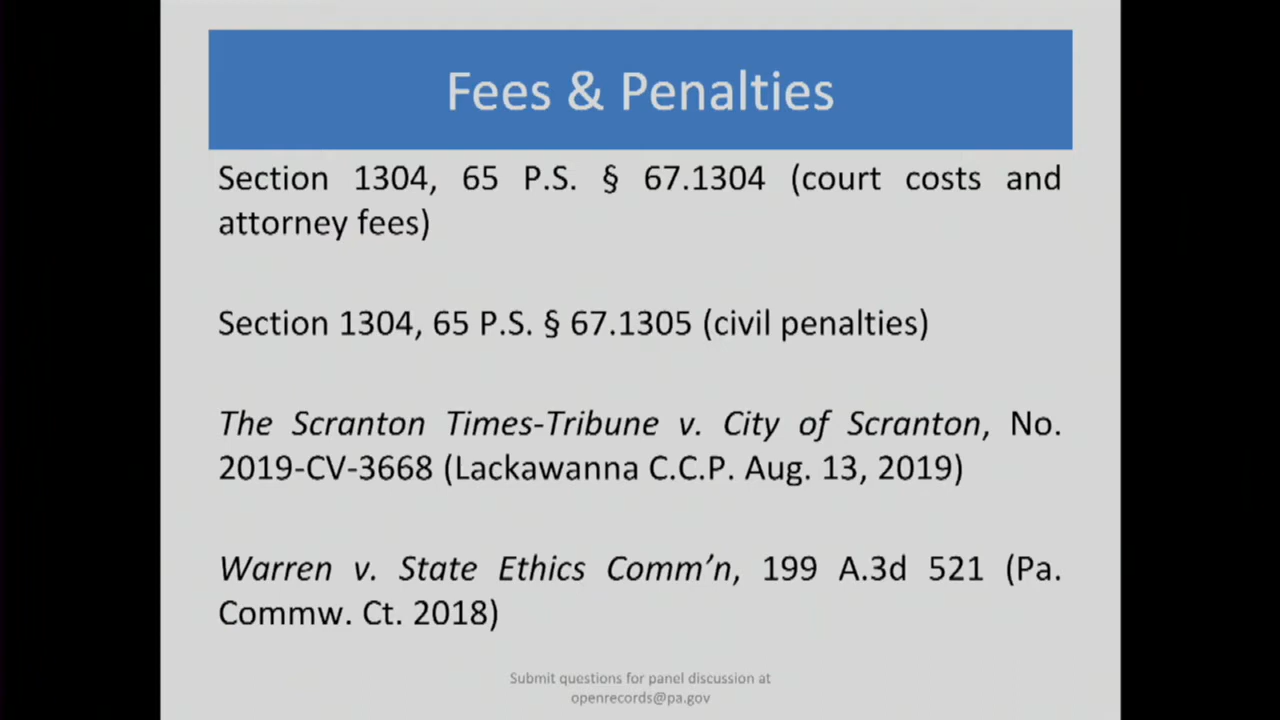 Fees & Penalties
Section 1304, 65 P.S. § 67.1304 (court costs and
attorney fees)
Section 1304, 65 P.S. § 67.1305 (civil penalties)
The Scranton Times-Tribune v. City of Scranton, No.
2019-CV-3668 (Lackawanna C.C.P. Aug. 13, 2019)
Warren v. State Ethics Comm’n, 199 A.3d 521 (Pa.
Commw. Ct. 2018)
Submit questions for panel discussion at
openrecords@pa.gov